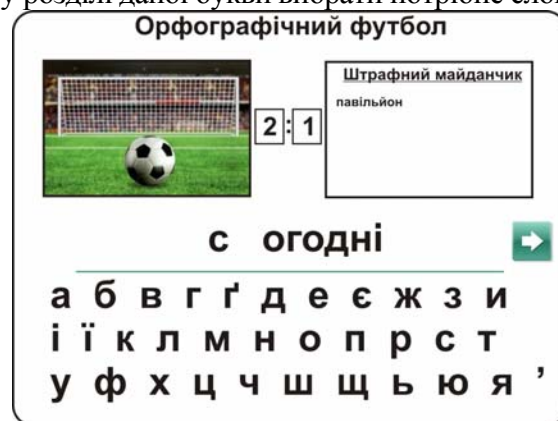 у розділі даної букви вибрати потрібне слово
Орфографічний футбол
2:1
Штрафний майданчик
павільйон
с огодні
а б в г ґ д е є ж з и
і ї к л м н о п р с т
у ф х ц ч ш щ ь ю я ’